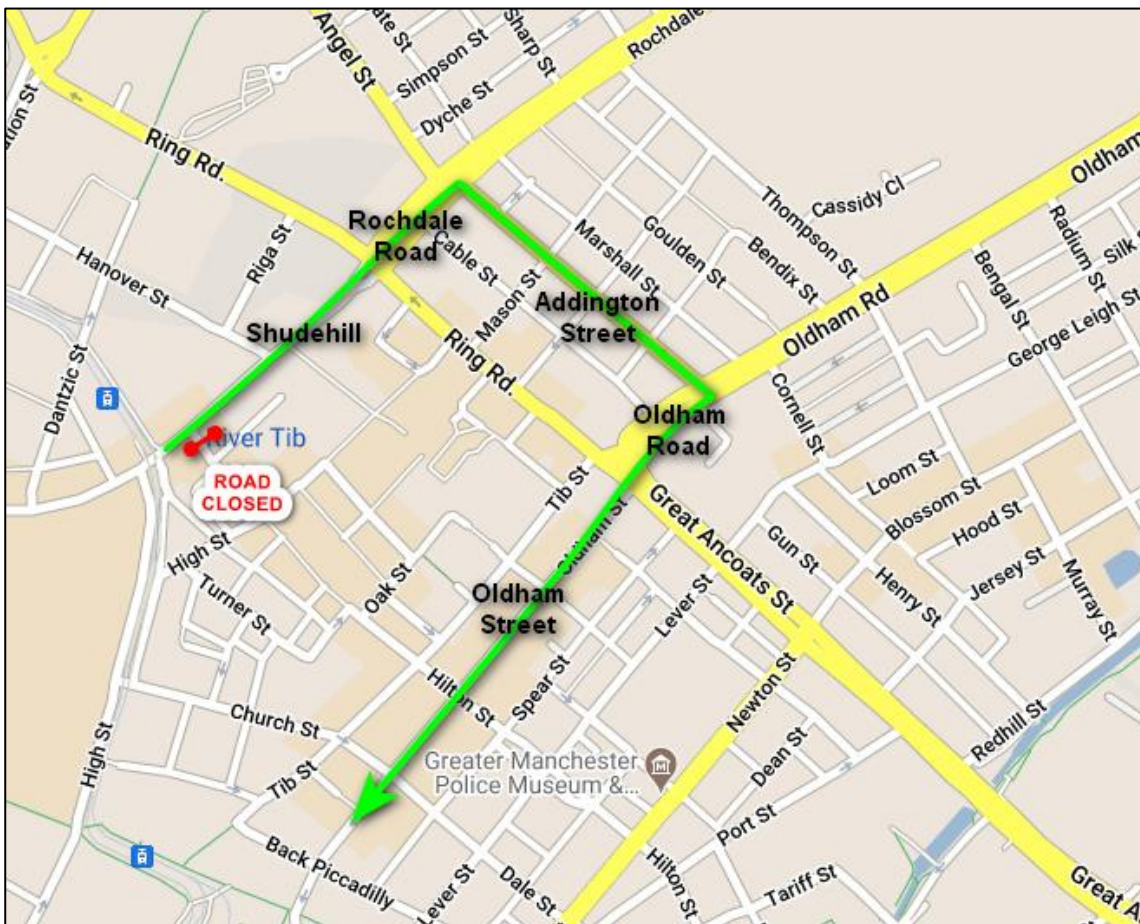 Angel St
Simpson St
Sharp St
Rochdale
Dyche St
Ring Rd.
Oldham
Cassidy Cl
Thompson St
Radium St
Silk
Rochdale
Road
Cable St
Riga St
Hanover St
Marshall St
Goulden St
Bendix St
Bengal St
Mason St
Addington
Street
Oldham Rd
George Leigh St
Shudehill
Ring Rd.
Dantzic St
Cornell St
Oldham
Road
River Tib
ROAD
CLOSED
Tib St
Loom St
Blossom St
Great Ancoats St
Hood St
High St
Oldham St
Gun St
Jersey St
Oak St
Turner St
Oldham
Street
Lever St
Henry St
Murray St
Hilton St
Spear St
Newton St
Church St
High St
Redhill St
Greater Manchester
Police Museum &...
Dean St
Tib St
Port St
Back Piccadilly
Lever St
Dale St
Hilton St
Tariff St
Great A